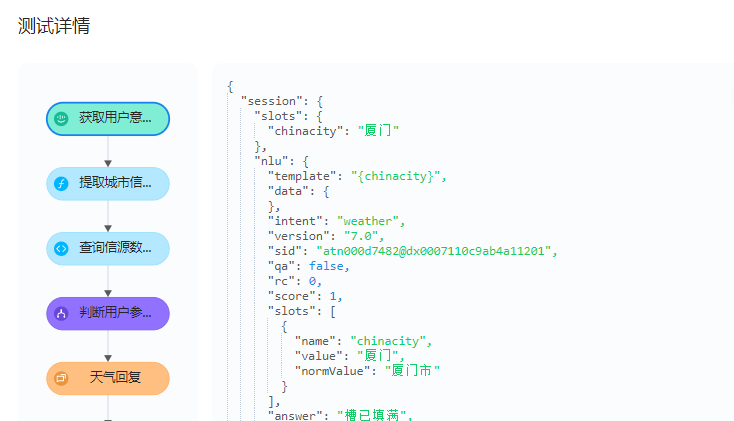 测试详情
获取用户意...
提取城市信...
查询信源数...
判断用户参...
天气回复
{
"session": {
"slots": {
"chinacity": "厦门"
},
"nlu": {
"template": "{chinacity}",
"data": {
},
"intent": "weather",
"version": "7.0",
"sid": "atn000d7482@dx0007110c9ab4a11201",
"qa": false,
"rc": 0,
"score": 1,
"slots": [
{
"name": "chinacity",
"value": "厦门",
"normValue": "厦门市"
}
],
"answer": "槽已填满",